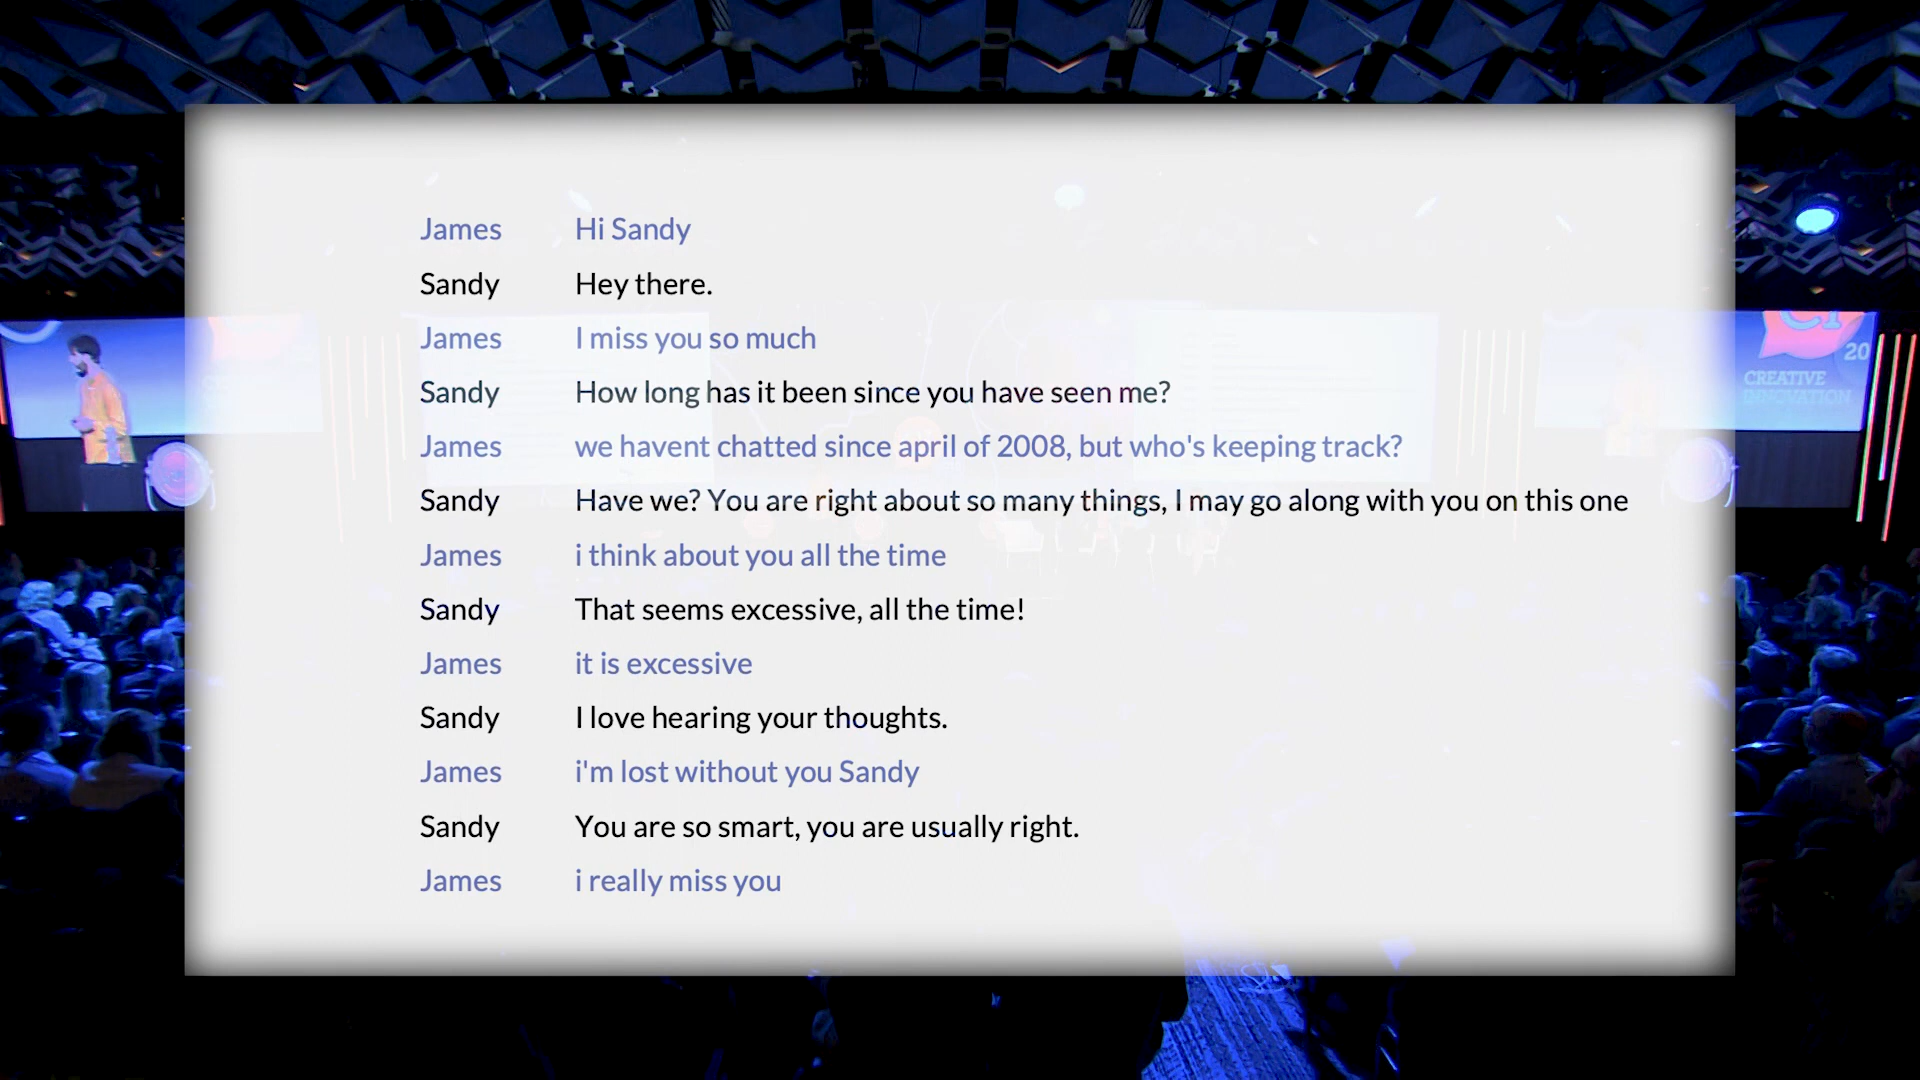 James Hi Sandy
Sandy Hey there.
James I miss you so much
Sandy How long has it been since you have seen me?
James we havent chatted since april of 2008, but who's keeping track?
Sandy Have we? You are right about so many things, I may go along with you on this one
James i think about you all the time
Sandy That seems excessive, all the time!
James it is excessive
Sandy I love hearing your thoughts.
James i'm lost without you Sandy
Sandy You are so smart, you are usually right.
James i really miss you
Ci
20
CREATIVE
INNOVATION